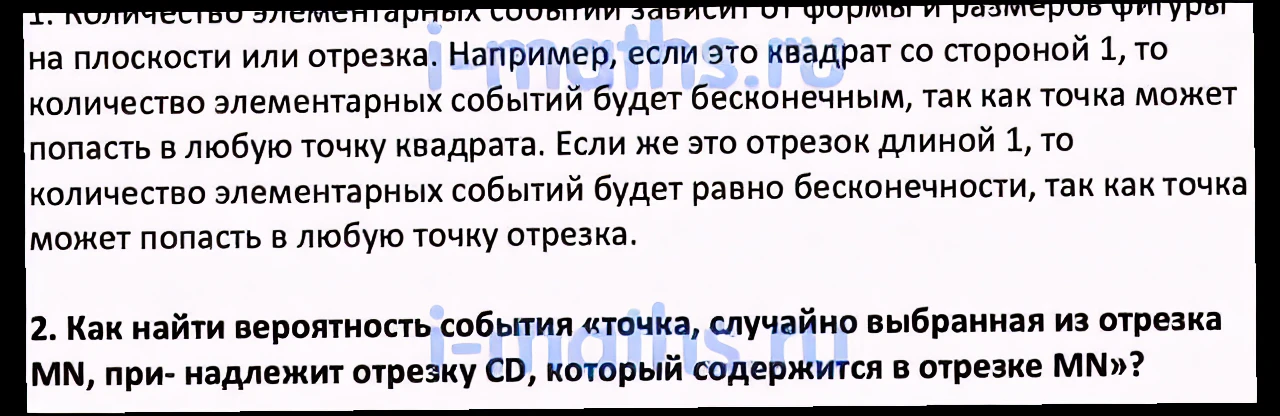 1. Количество элементарных событий зависит от формы и размеров фигуры
на плоскости или отрезка. Например, если это квадрат со стороной 1, то
количество элементарных событий будет бесконечным, так как точка может
попасть в любую точку квадрата. Если же это отрезок длиной 1, то
количество элементарных событий будет равно бесконечности, так как точка
может попасть в любую точку отрезка.
2. Как найти вероятность события «точка, случайно выбранная из отрезка
MN, при- надлежит отрезку CD, который содержится в отрезке MN»?
i-maths.ru
i-maths.ru